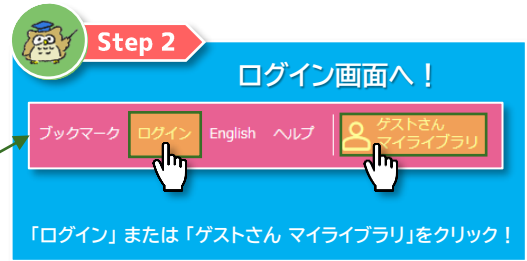 Step 2
ログイン画面へ！
ブックマーク ログイン English ヘルプ ゲストさん
マイライブラリ
「ログイン」 または 「ゲストさん マイライブラリ」をクリック！